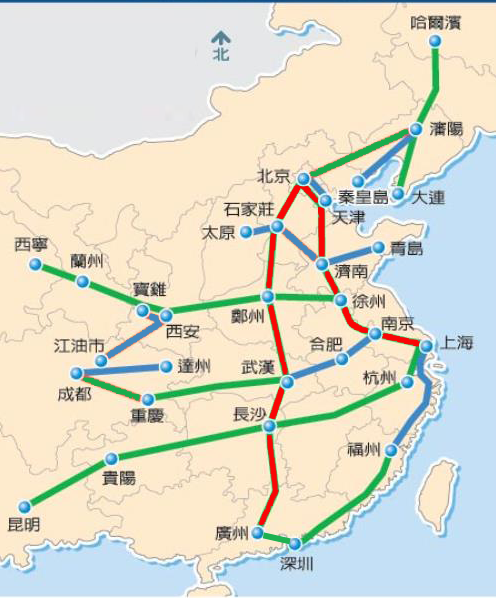 哈爾濱
北
瀋陽
北京
秦皇島
大連
天津
石家莊
太原
青島
濟南
西寧
蘭州
寶雞
西安
鄭州
徐州
南京
上海
合肥
江油市
達州
武漢
杭州
成都
重慶
長沙
福州
貴陽
昆明
廣州
深圳